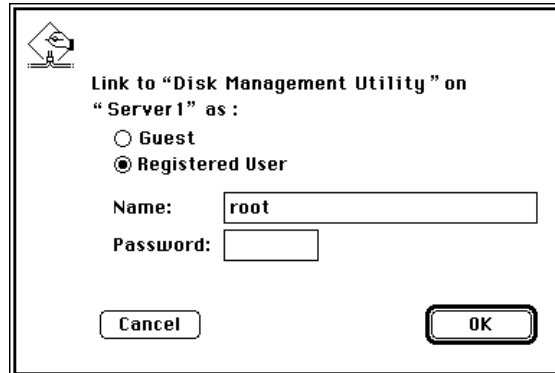 Link to “Disk Management Utility” on
“Server1” as :
Guest
Registered User
Name: root
Password:
Cancel OK